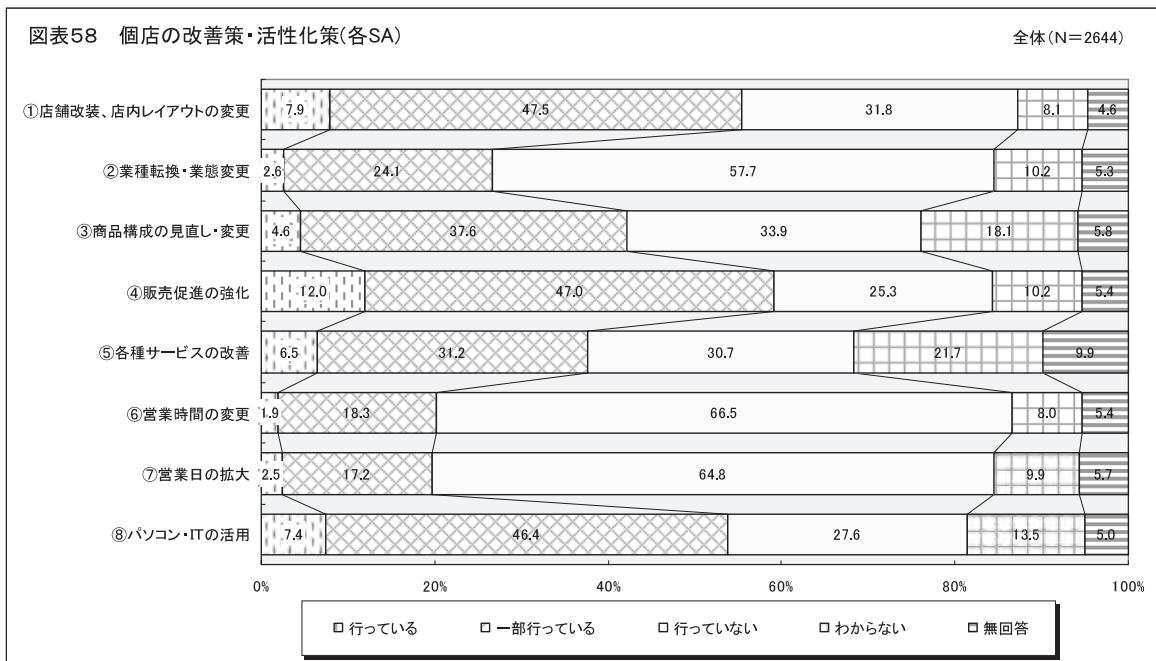 図表58 個店の改善策・活性化策(各SA)
全体(N=2644)
①店舗改装、店内レイアウトの変更 7.9 47.5 31.8 8.1 4.6
②業種転換・業態変更 2.6 24.1 57.7 10.2 5.3
③商品構成の見直し・変更 4.6 37.6 33.9 18.1 5.8
④販売促進の強化 12.0 47.0 25.3 10.2 5.4
⑤各種サービスの改善 6.5 31.2 30.7 21.7 9.9
⑥営業時間の変更 1.9 18.3 66.5 8.0 5.4
⑦営業日の拡大 2.5 17.2 64.8 9.9 5.7
⑧パソコン・ITの活用 7.4 46.4 27.6 13.5 5.0
0% 20% 40% 60% 80% 100%
行っている 一部行っている 行っていない わからない 無回答